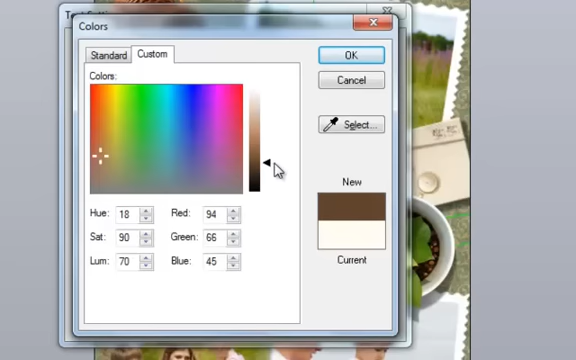 Colors
Standard
Custom
OK
Colors:
Cancel
Select...
New
Hue: 18
Red: 94
Sat: 90
Green: 66
Lum: 70
Blue: 45
Current